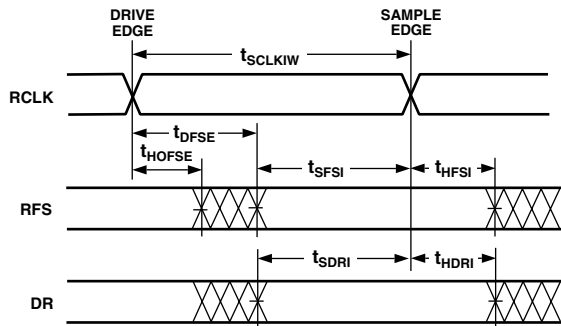 DRIVE EDGE
SAMPLE EDGE
tSCLKIW
RCLK
tDFSE
tHOFSE
tSFSI
tHFSI
RFS
tSDRI
tHDRI
DR